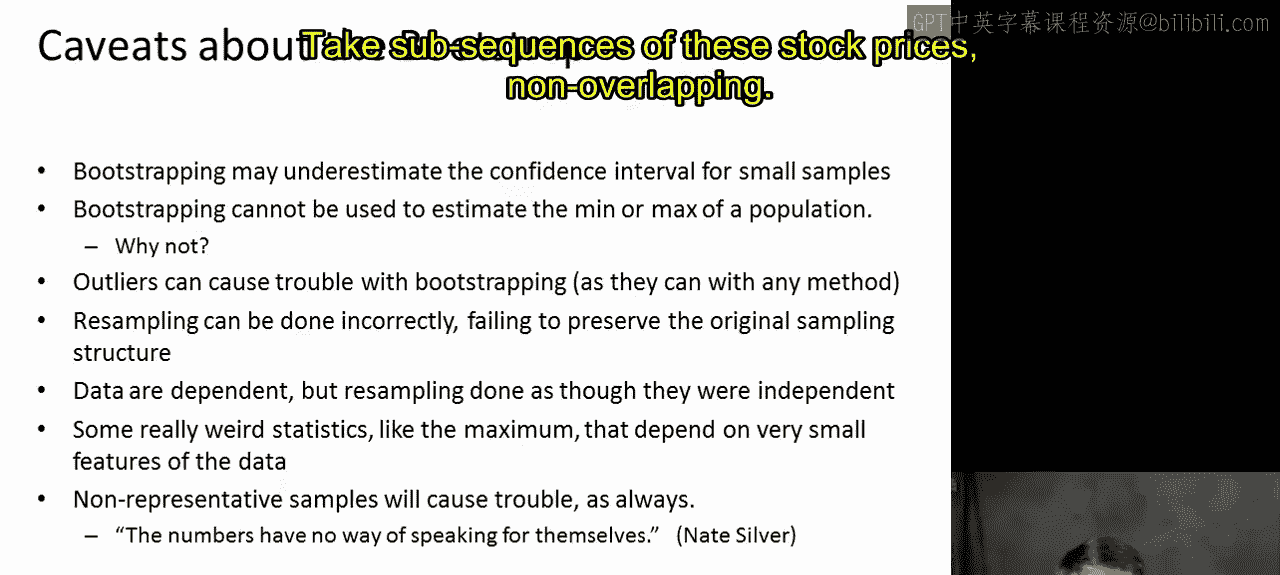 GPT中英字幕课程资源@bilibili.com
Caveats about
Take sub-sequences of these stock prices,
non-overlapping.
• Bootstrapping may underestimate the confidence interval for small samples
• Bootstrapping cannot be used to estimate the min or max of a population.
– Why not?
• Outliers can cause trouble with bootstrapping (as they can with any method)
• Resampling can be done incorrectly, failing to preserve the original sampling
structure
• Data are dependent, but resampling done as though they were independent
• Some really weird statistics, like the maximum, that depend on very small
features of the data
• Non-representative samples will cause trouble, as always.
– “The numbers have no way of speaking for themselves.” (Nate Silver)